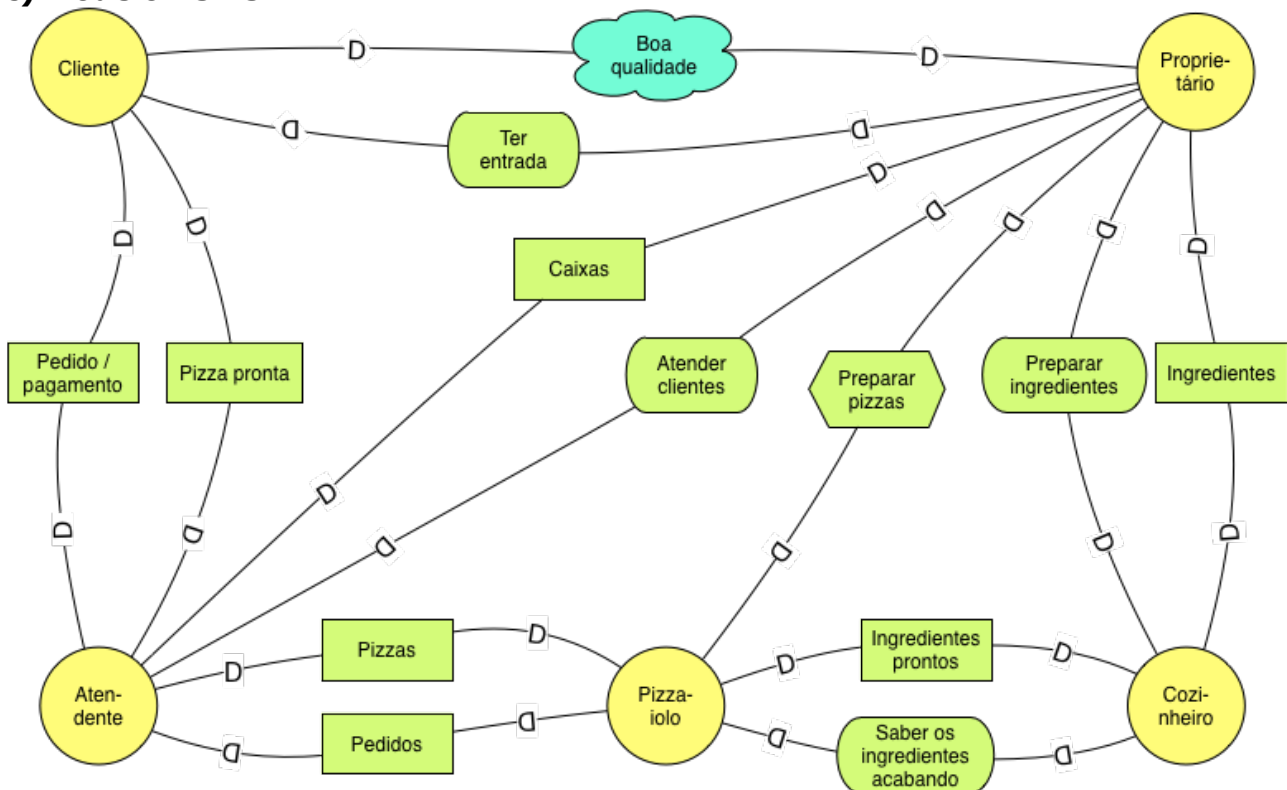 Cliente
D
Boa
qualidade
D
Proprie-
tário
D
Ter
entrada
D
D
D
D
D
D
D
D
D
Caixas
Pedido /
pagamento
Pizza pronta
Atender
clientes
Preparar
pizzas
Preparar
ingredientes
Ingredientes
D
D
D
D
D
D
D
D
Pizzas
D
Ingredientes
prontos
D
D
D
Aten-
dente
Pizza-
iolo
Cozi-
nheiro
D
Pedidos
D
D
Saber os
ingredientes
acabando
D